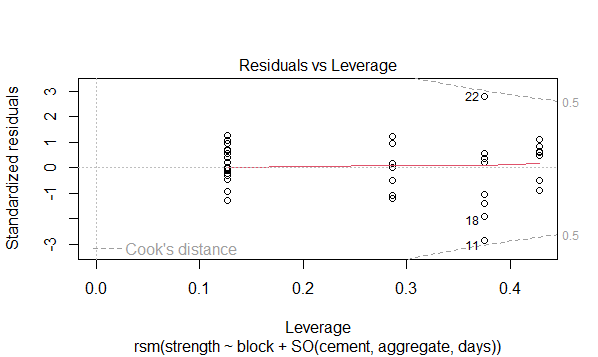 Residuals vs Leverage
Standardized residuals
3
2
1
0
-1
-3
22
18
11
0.5
0.5
Cook's distance
0.0 0.1 0.2 0.3 0.4
Leverage
rsm(strength ~ block + SO(cement, aggregate, days))